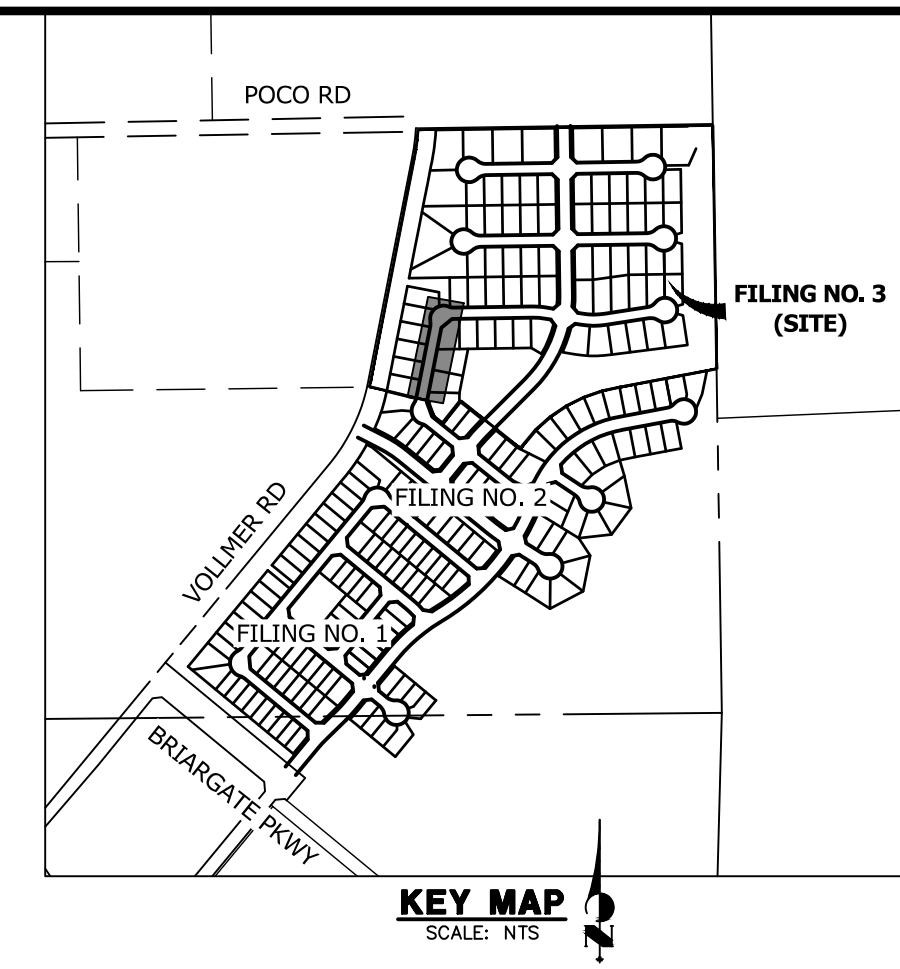 POCO RD
FILING NO. 3
(SITE)
FILING NO. 2
VOLLMER RD
FILING NO. 1
BRIARGATE PKWY
KEY MAP
SCALE: NTS
N